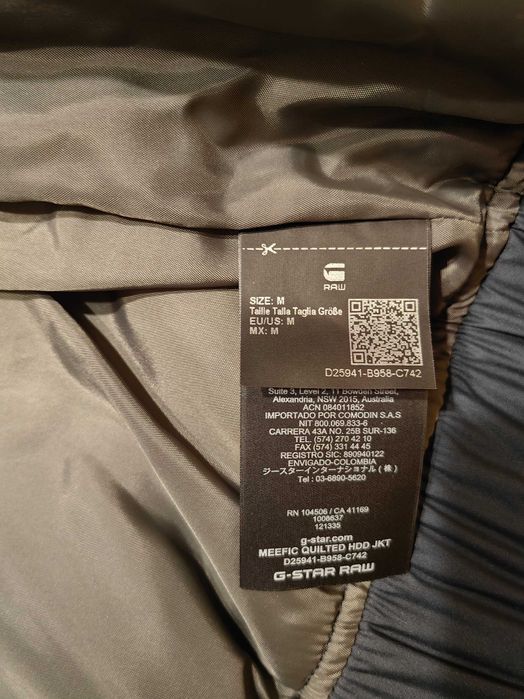 RAW
SIZE: M
Taille Talla Taglia Größe
EU/US: M
MX: M
D25941-B958-C742
Suite 3, Level 2, 11 Bowden Street,
Alexandria, NSW 2015, Australia
ACN 084011852
IMPORTADO POR COMODIN S.A.S
NIT 800.069.833-6
CARRERA 43A NO. 25B SUR-136
TEL (574) 270 42 10
FAX (574) 331 44 45
REGISTRO SIC: 890940122
ENVIGADO-COLOMBIA
ジースターインターナショナル (株)
Tel : 03-6890-5620
RN 104506 / CA 41169
1008637
121335
g-star.com
MEEFIC QUILTED HDD JKT
D25941-B958-C742
G-STAR RAW